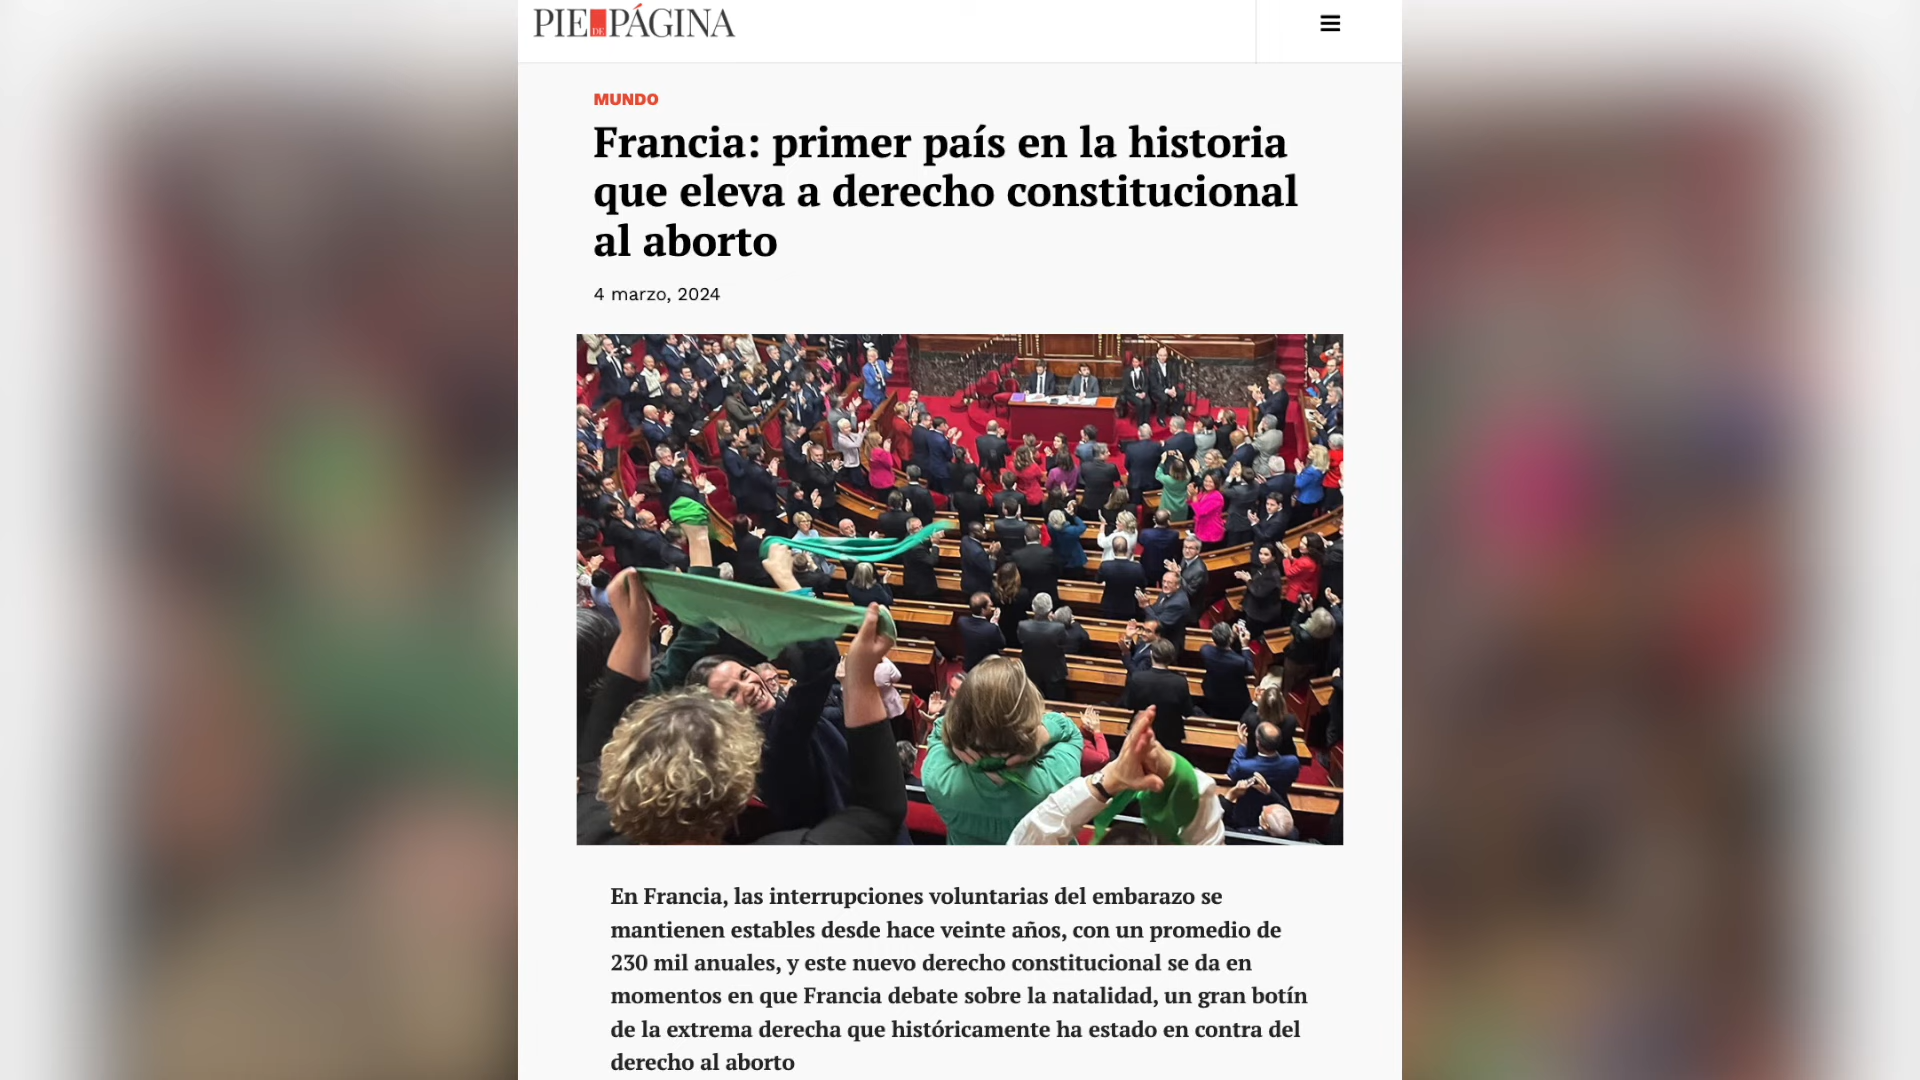 PIE DE PÁGINA
MUNDO
Francia: primer país en la historia
que eleva a derecho constitucional
al aborto
4 marzo, 2024
En Francia, las interrupciones voluntarias del embarazo se
mantienen estables desde hace veinte años, con un promedio de
230 mil anuales, y este nuevo derecho constitucional se da en
momentos en que Francia debate sobre la natalidad, un gran botín
de la extrema derecha que históricamente ha estado en contra del
derecho al aborto